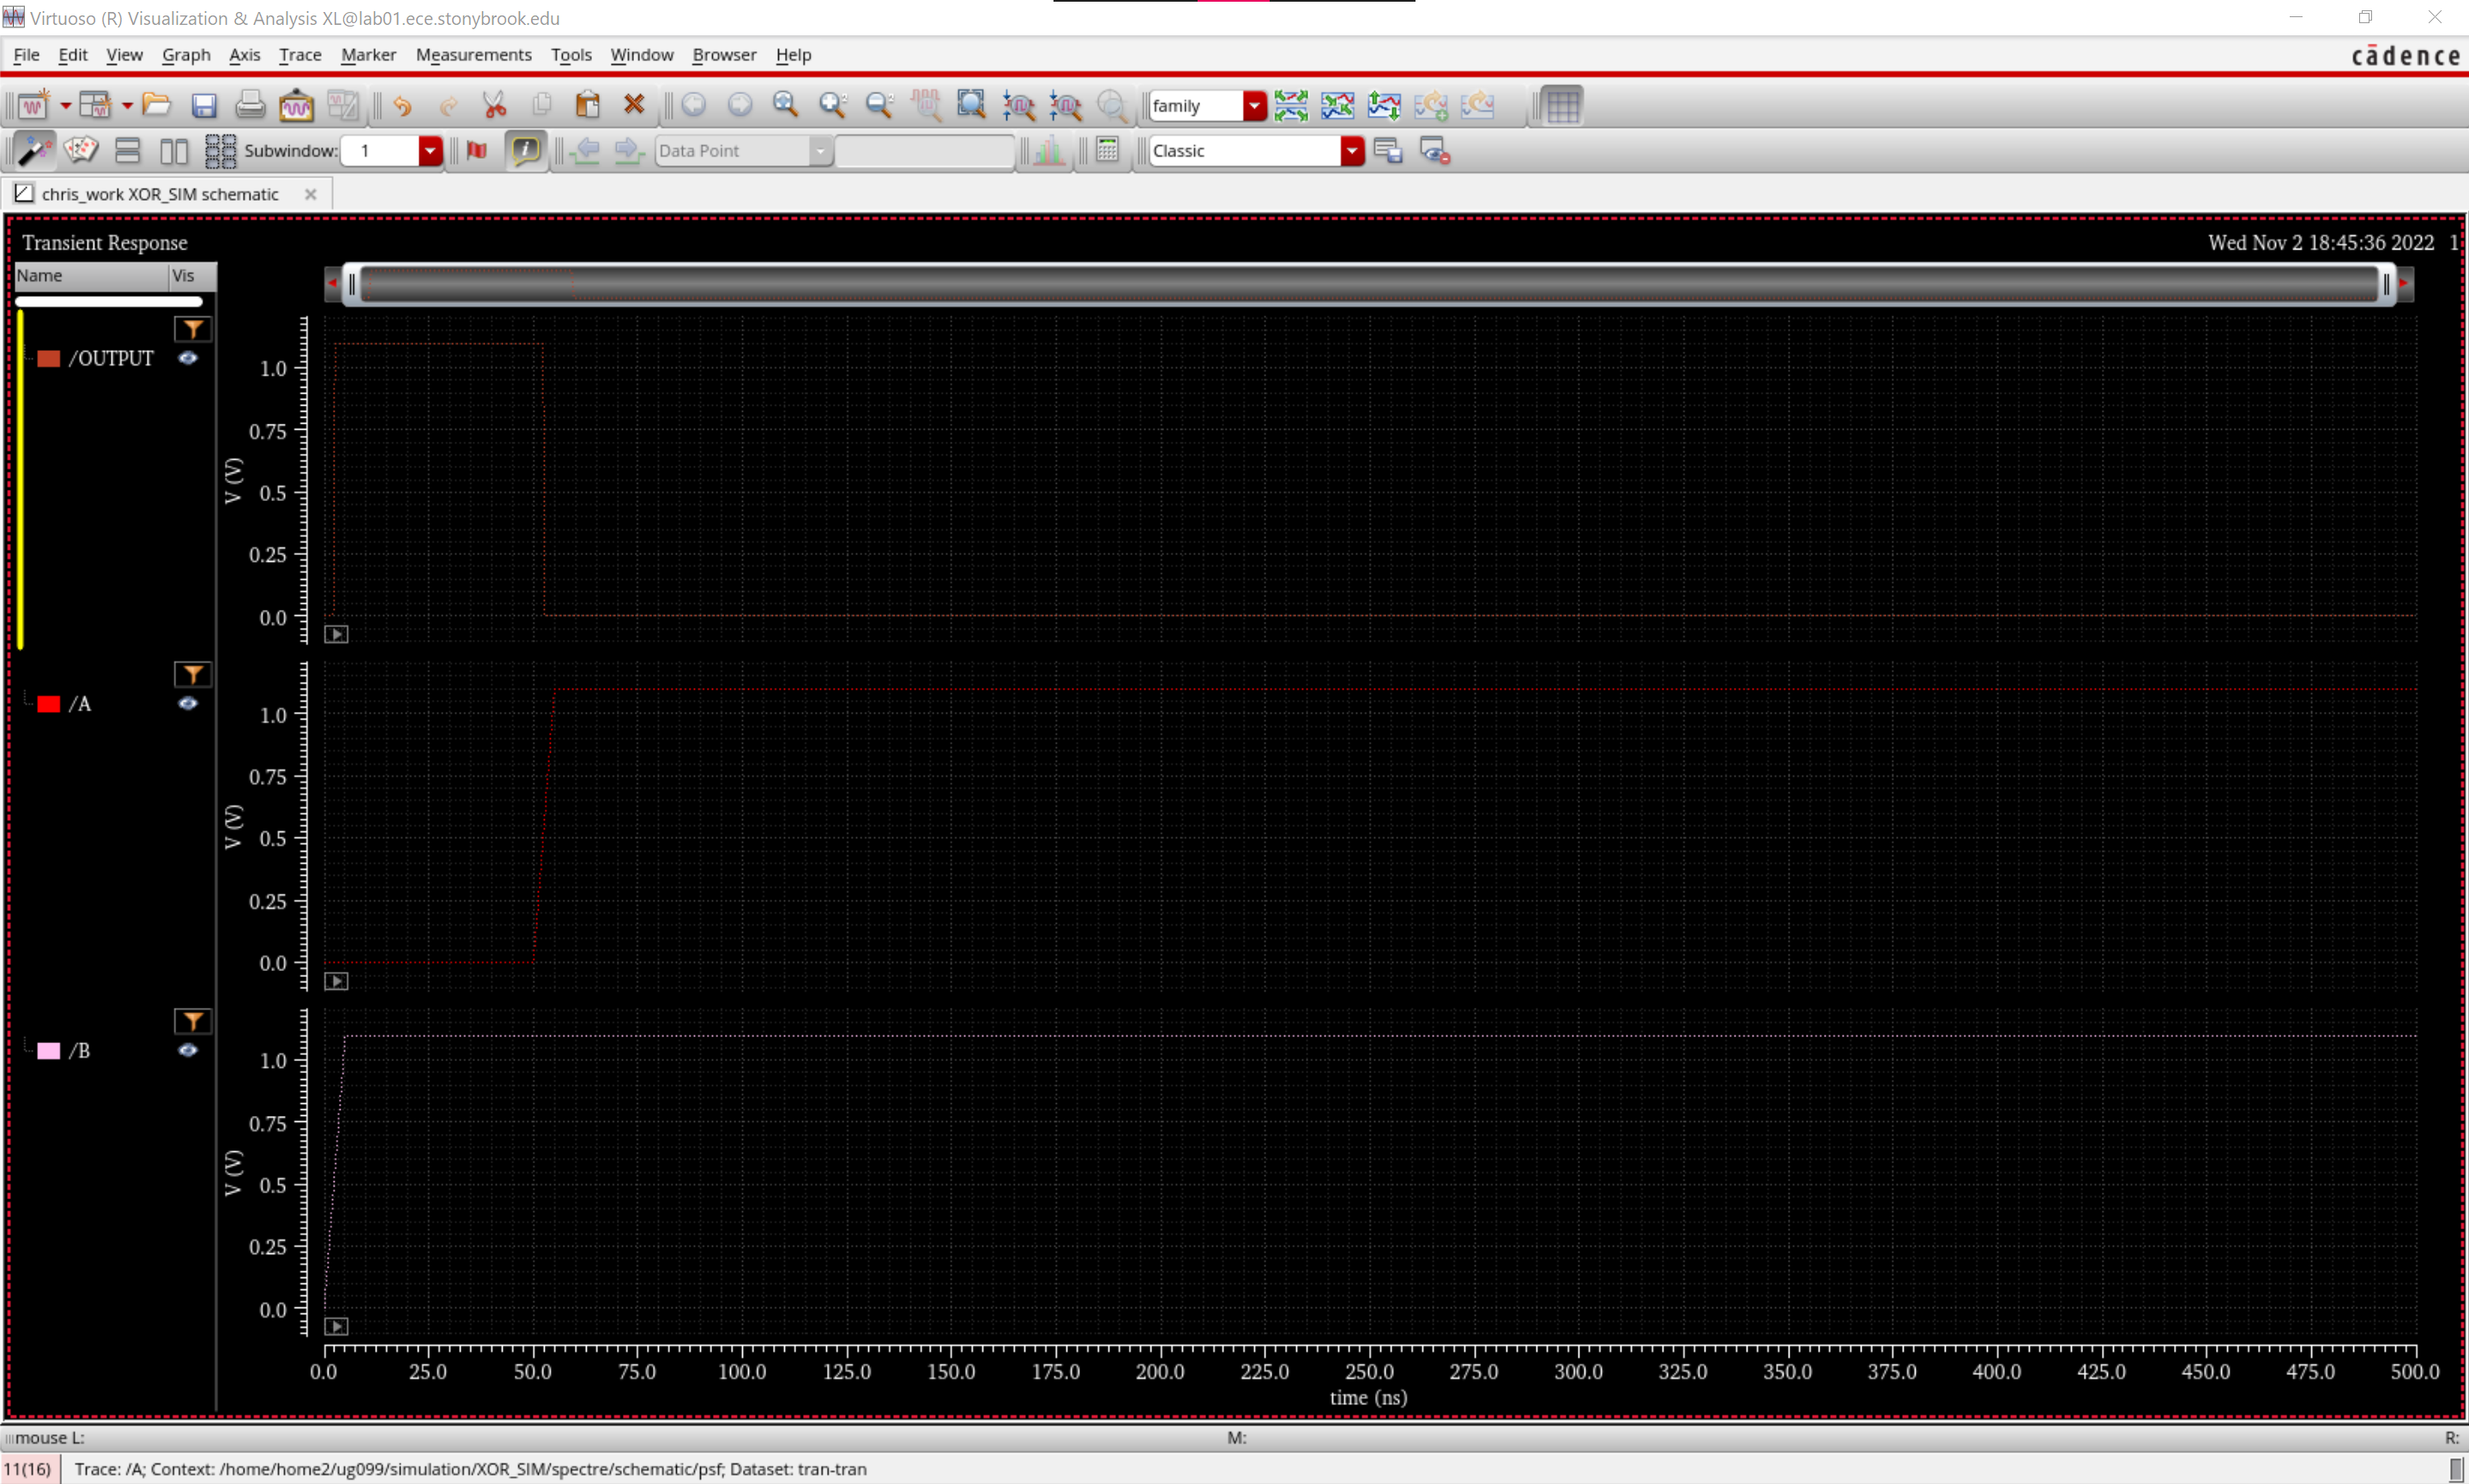 Virtuoso (R) Visualization & Analysis XL@lab01.ece.stonybrook.edu
File Edit View Graph Axis Trace Marker Measurements Tools Window Browser Help
cādence
family
Subwindow: 1
Data Point
Classic
chris_work XOR_SIM schematic
Transient Response
Wed Nov 2 18:45:36 2022 1
Name Vis
/OUTPUT
1.0
0.75
V (V)
0.5
0.25
0.0
/A
1.0
0.75
V (V)
0.5
0.25
0.0
/B
1.0
0.75
V (V)
0.5
0.25
0.0
0.0 25.0 50.0 75.0 100.0 125.0 150.0 175.0 200.0 225.0 250.0 275.0 300.0 325.0 350.0 375.0 400.0 425.0 450.0 475.0 500.0
time (ns)
mouse L: M: R:
11(16) Trace: /A; Context: /home/home2/ug099/simulation/XOR_SIM/spectre/schematic/psf; Dataset: tran-tran